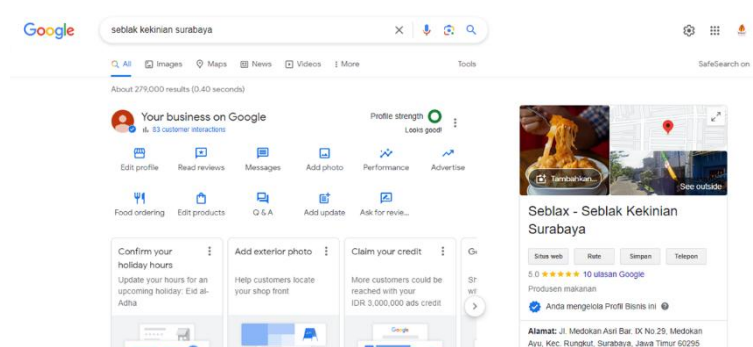 Google
seblak kekinian surabaya
All Images Maps News Videos More Tools
SafeSearch on
About 279,000 results (0.40 seconds)
Your business on Google
83 customer interactions
Profile strength
Looks good!
Edit profile Read reviews Messages Add photo Performance Advertise
Food ordering Edit products Q & A Add update Ask for revie...
Confirm your holiday hours
Update your hours for an upcoming holiday: Eid al-Adha
Add exterior photo
Help customers locate your shop front
Claim your credit
More customers could be reached with your IDR 3,000,000 ads credit
Google
Tambahkan...
See outside
Seblax - Seblak Kekinian
Surabaya
Situs web Rute Simpan Telepon
5.0 10 ulasan Google
Produsen makanan
Anda mengelola Profil Bisnis ini
Alamat: Jl. Medokan Asri Bar. IX No.29, Medokan
Ayu, Kec. Rungkut, Surabaya, Jawa Timur 60295